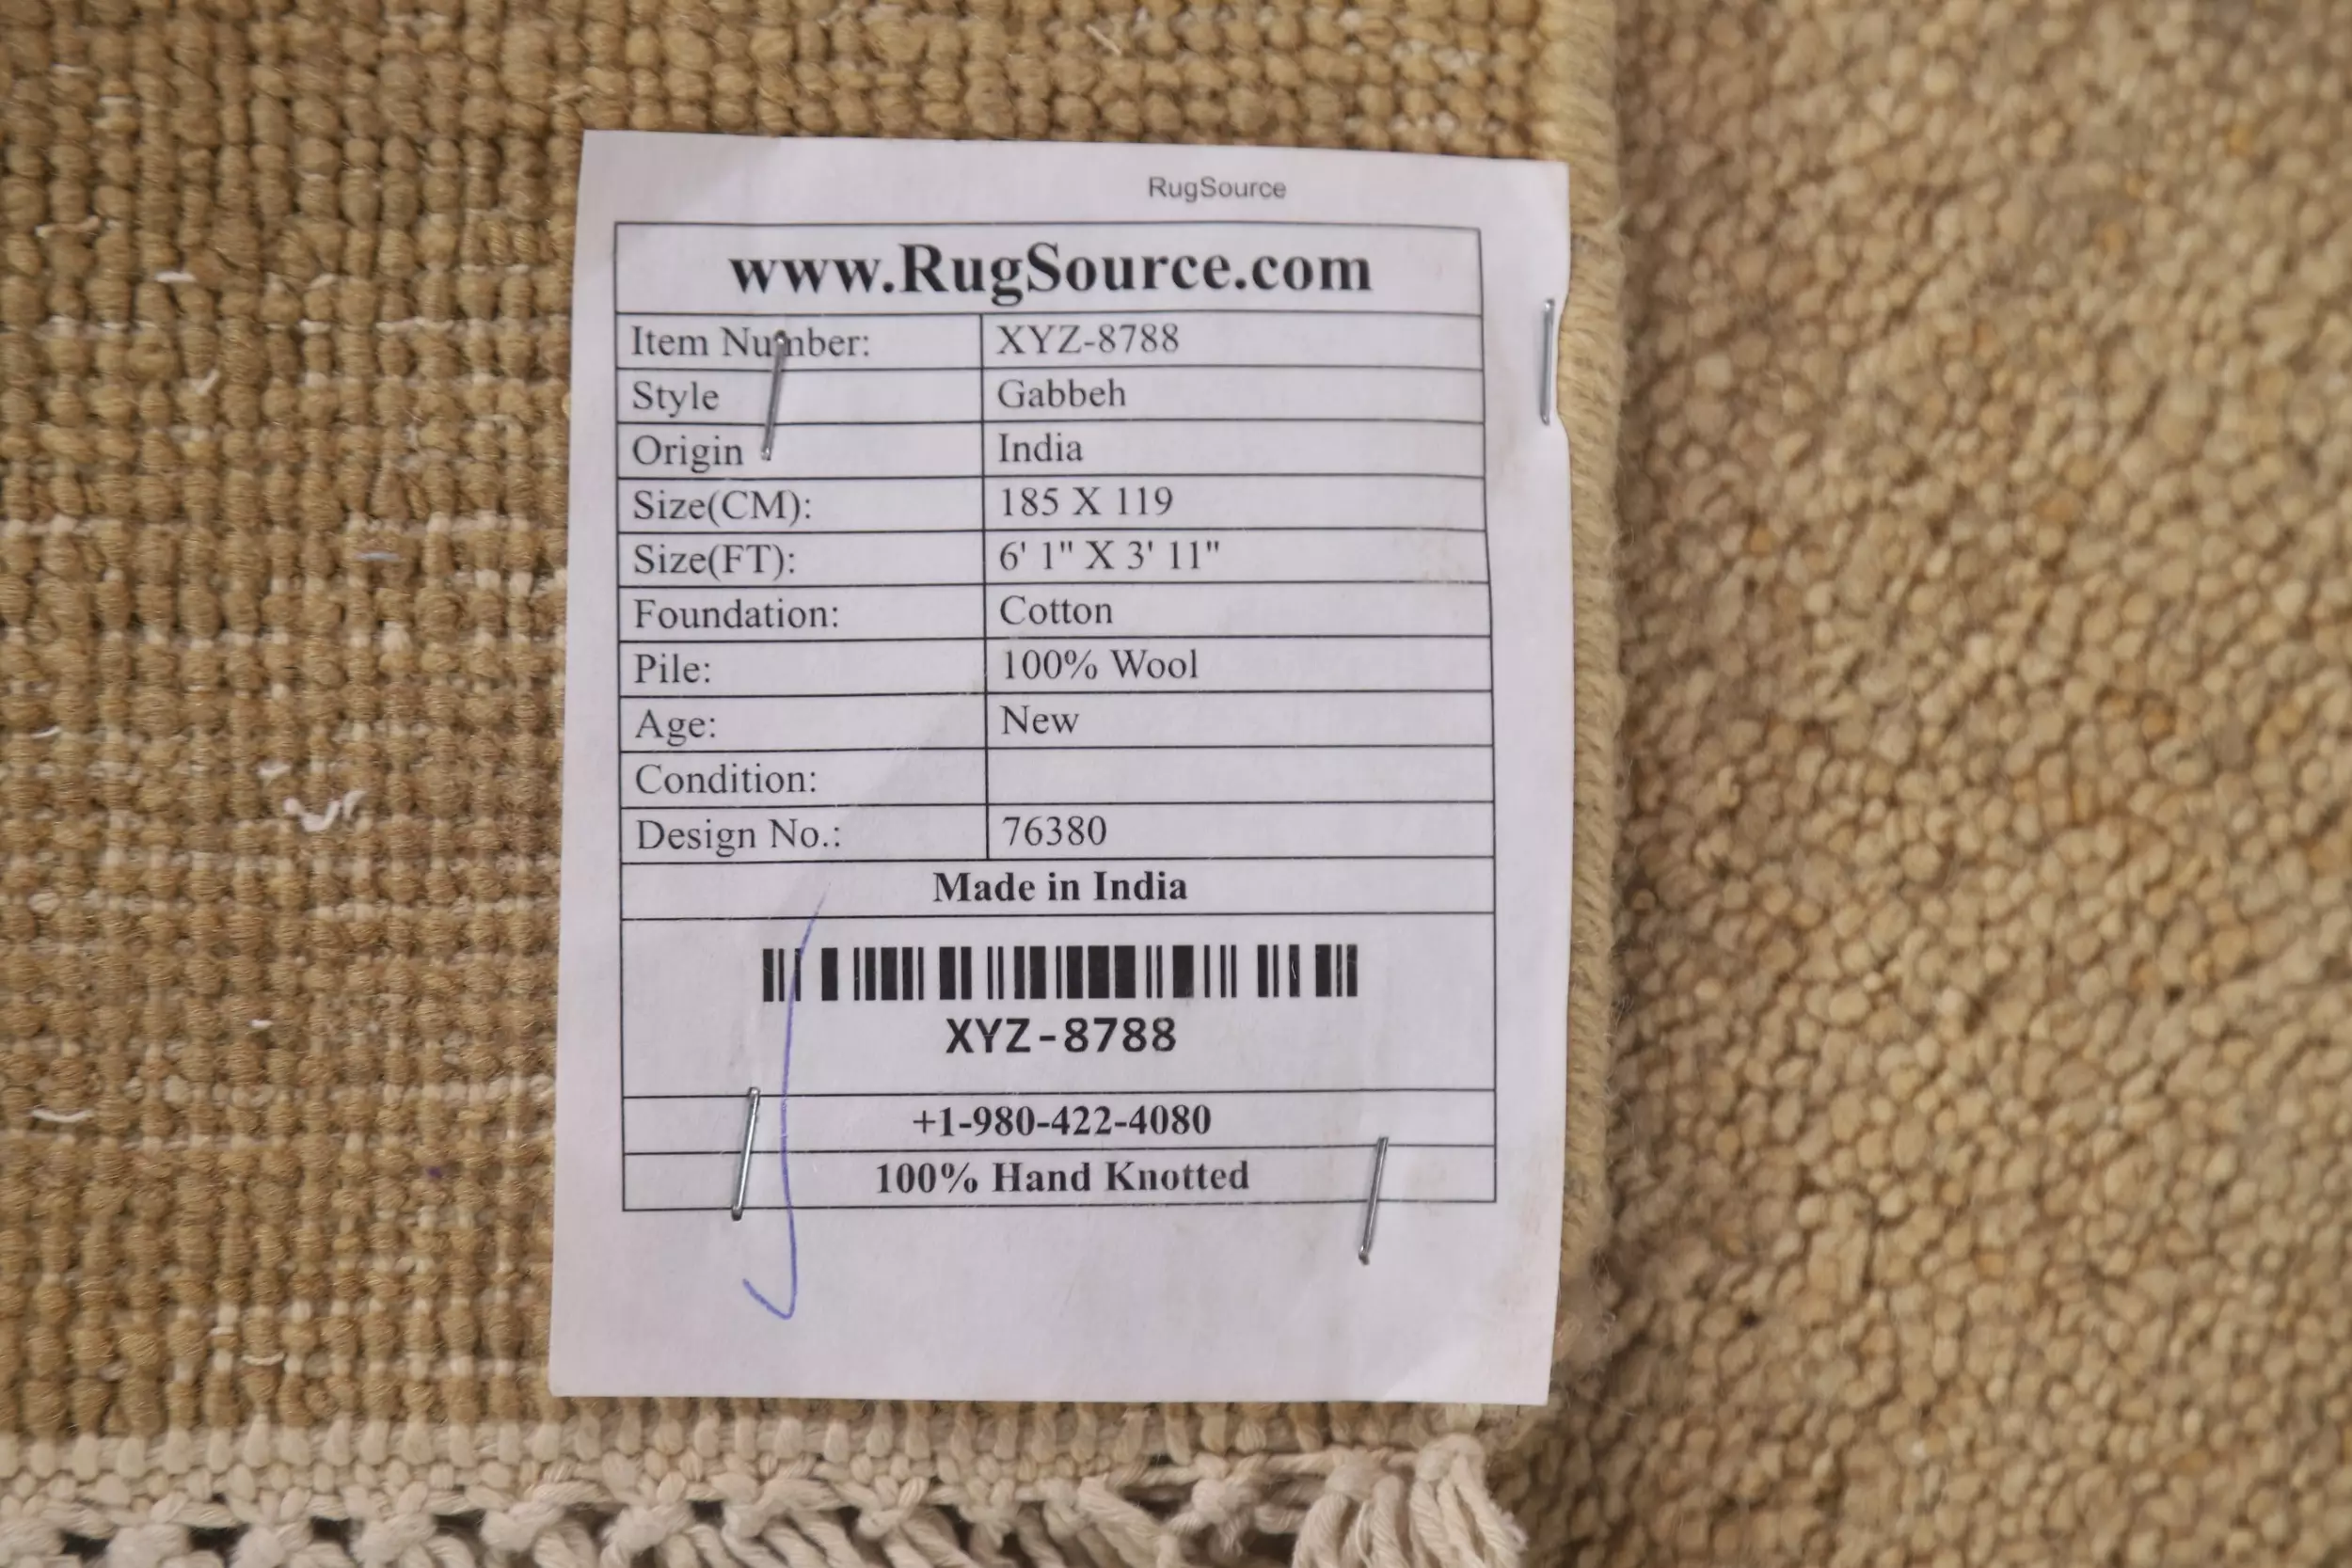 RugSource
www.RugSource.com
Item Number: XYZ-8788
Style Gabbeh
Origin India
Size(CM): 185 X 119
Size(FT): 6' 1" X 3' 11"
Foundation: Cotton
Pile: 100% Wool
Age: New
Condition:
Design No.: 76380
Made in India
XYZ-8788
+1-980-422-4080
100% Hand Knotted